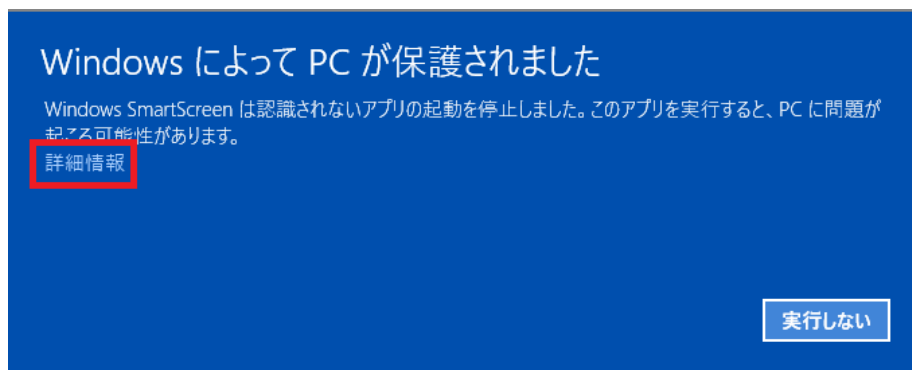 Windows によって PC が保護されました
Windows SmartScreen は認識されないアプリの起動を停止しました。このアプリを実行すると、PC に問題が
起こる可能性があります。
詳細情報
実行しない